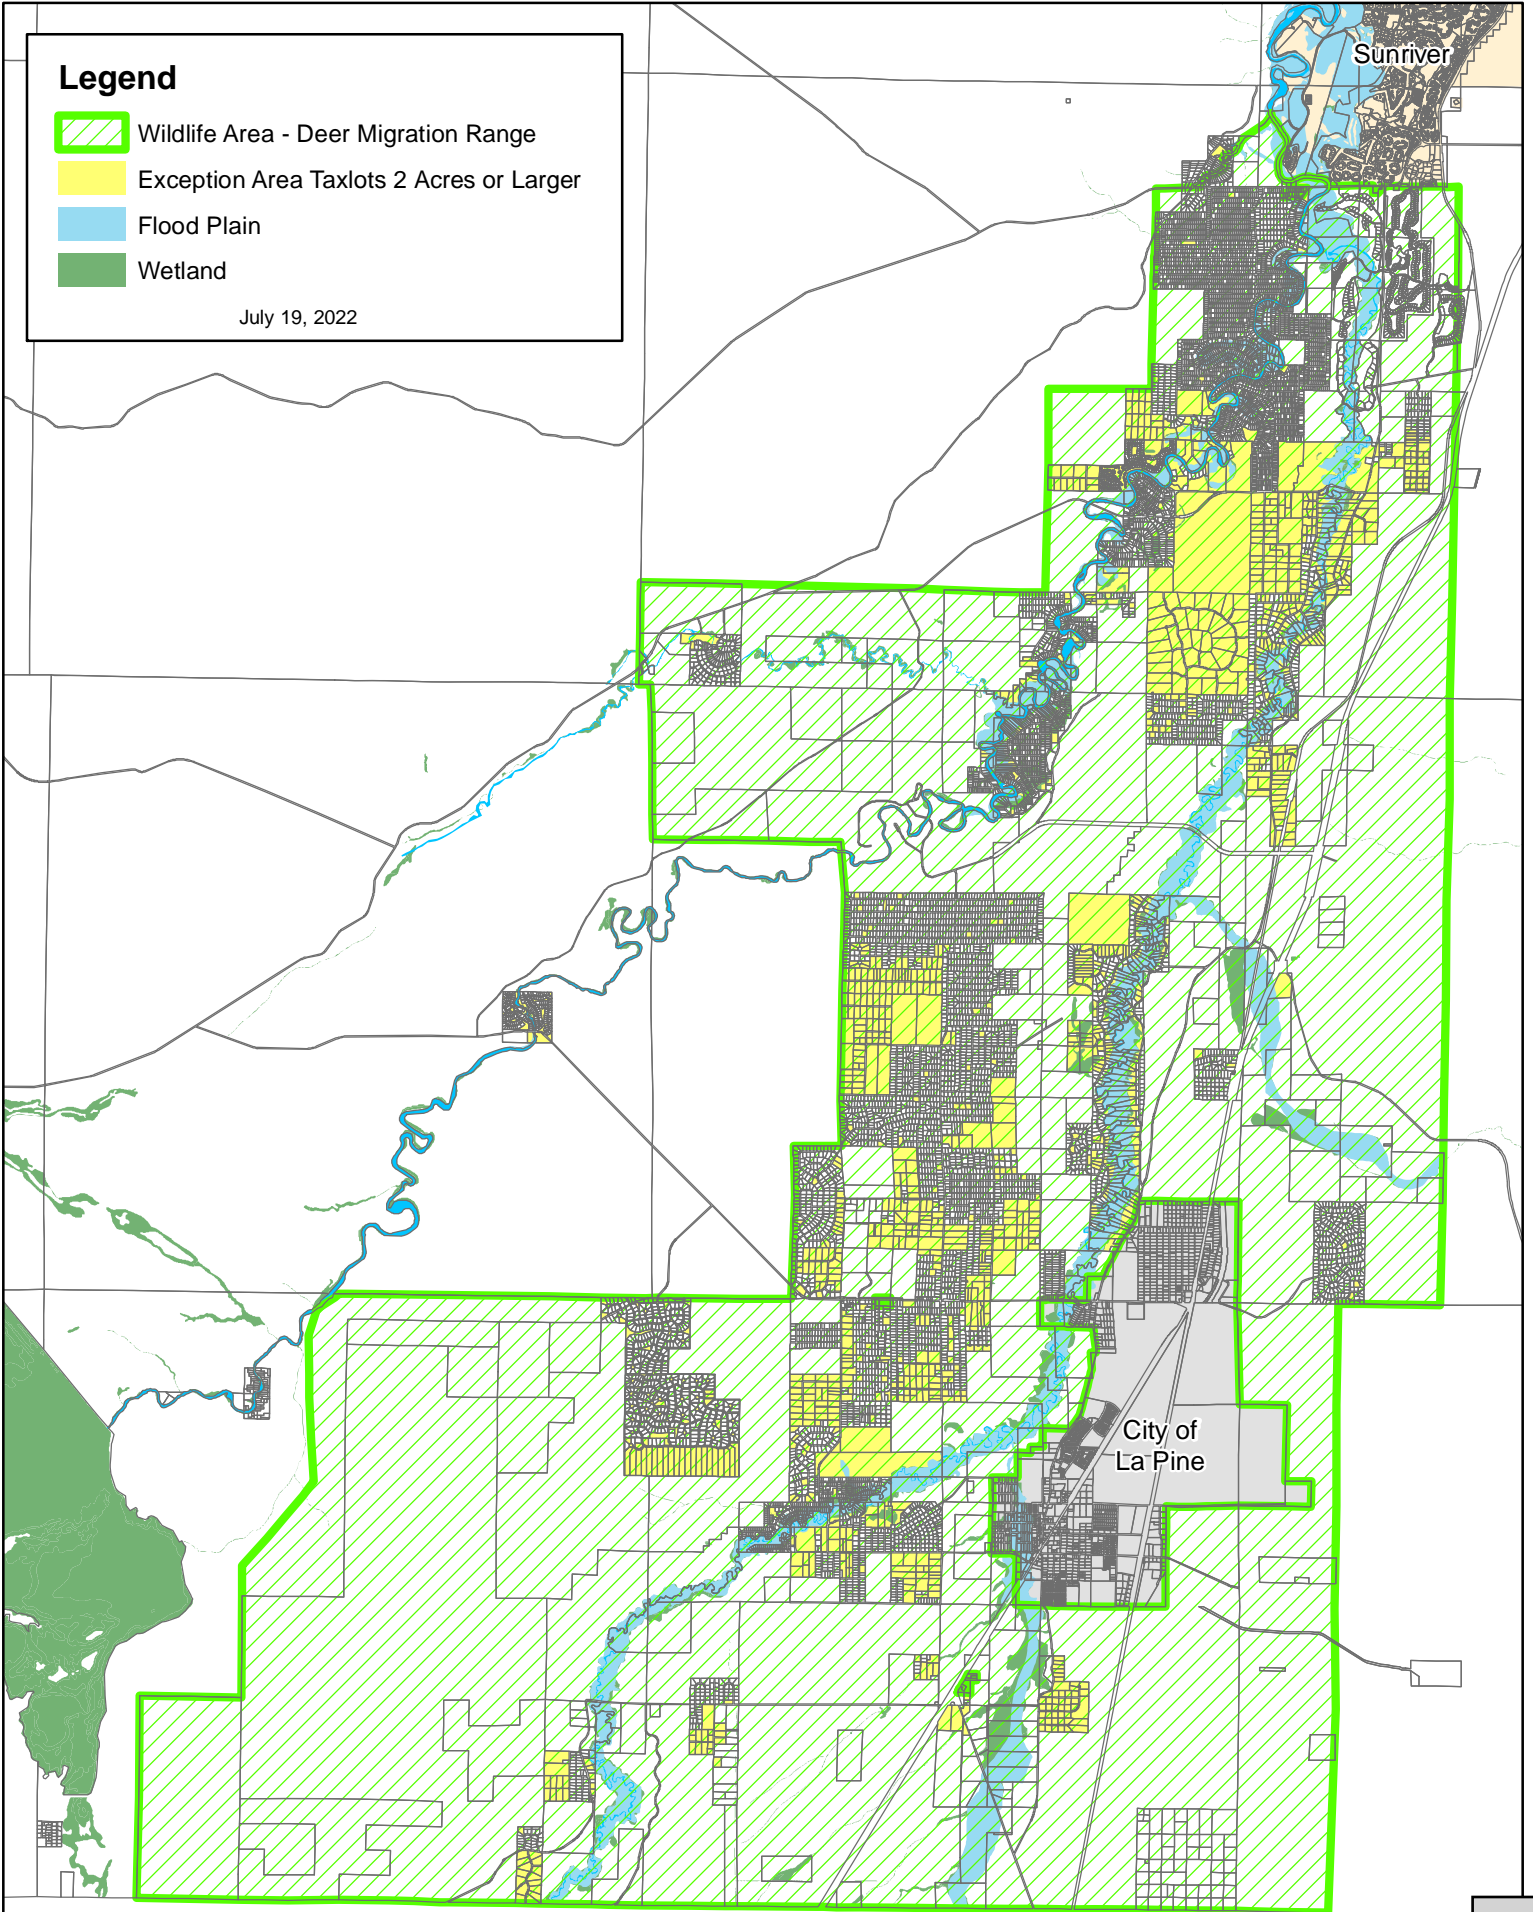 Legend
Wildlife Area - Deer Migration Range
Exception Area Taxlots 2 Acres or Larger
Flood Plain
Wetland
July 19, 2022
Sunriver
City of
La Pine